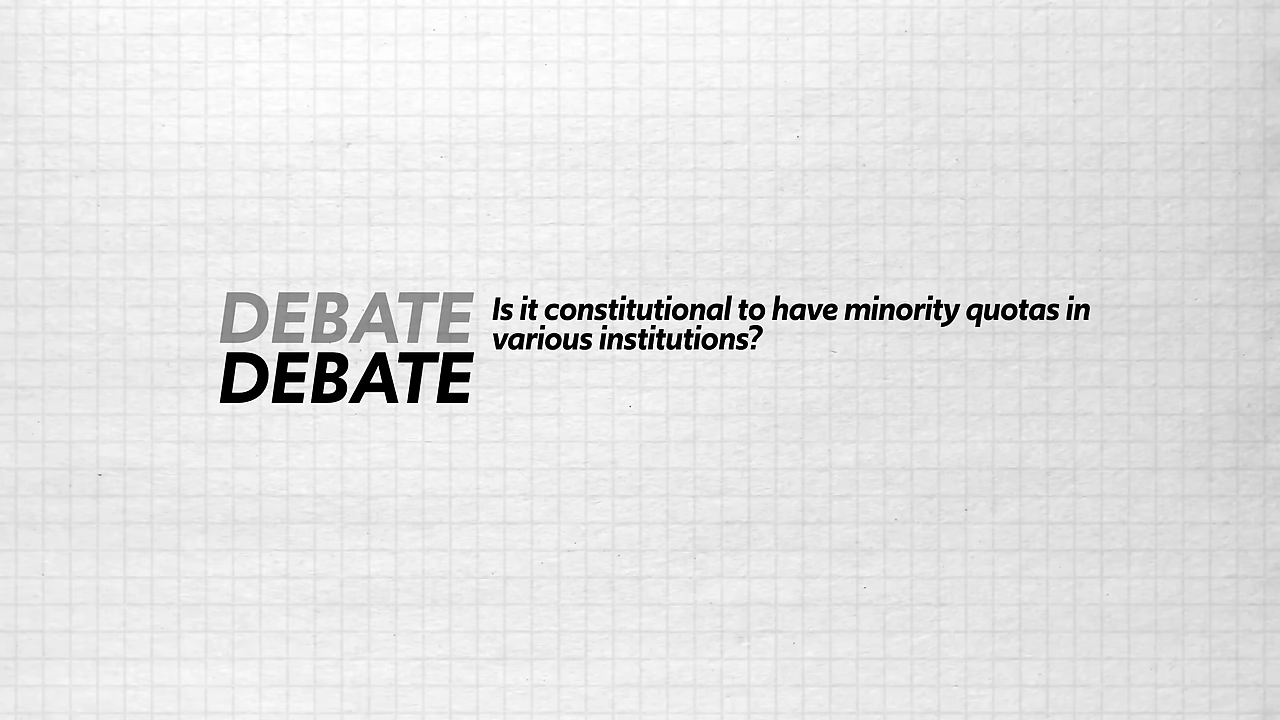 DEBATE
DEBATE
Is it constitutional to have minority quotas in
various institutions?